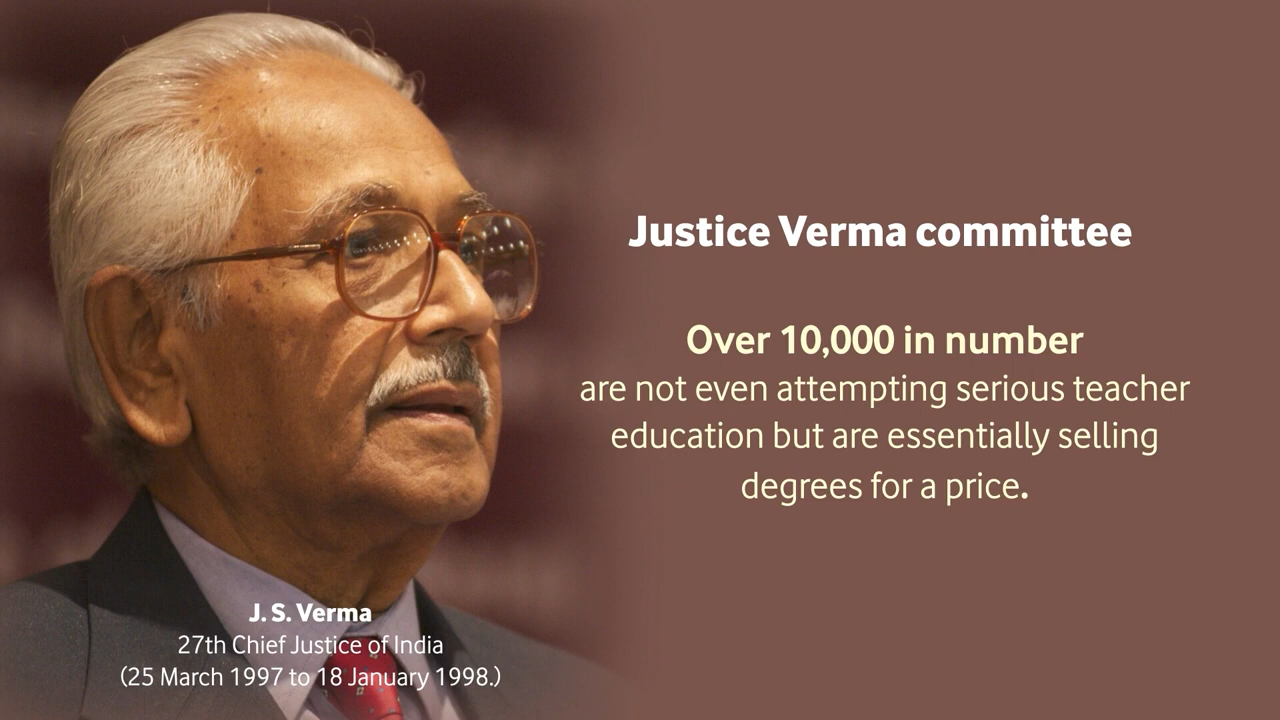 Justice Verma committee
Over 10,000 in number
are not even attempting serious teacher
education but are essentially selling
degrees for a price.
J. S. Verma
27th Chief Justice of India
(25 March 1997 to 18 January 1998.)